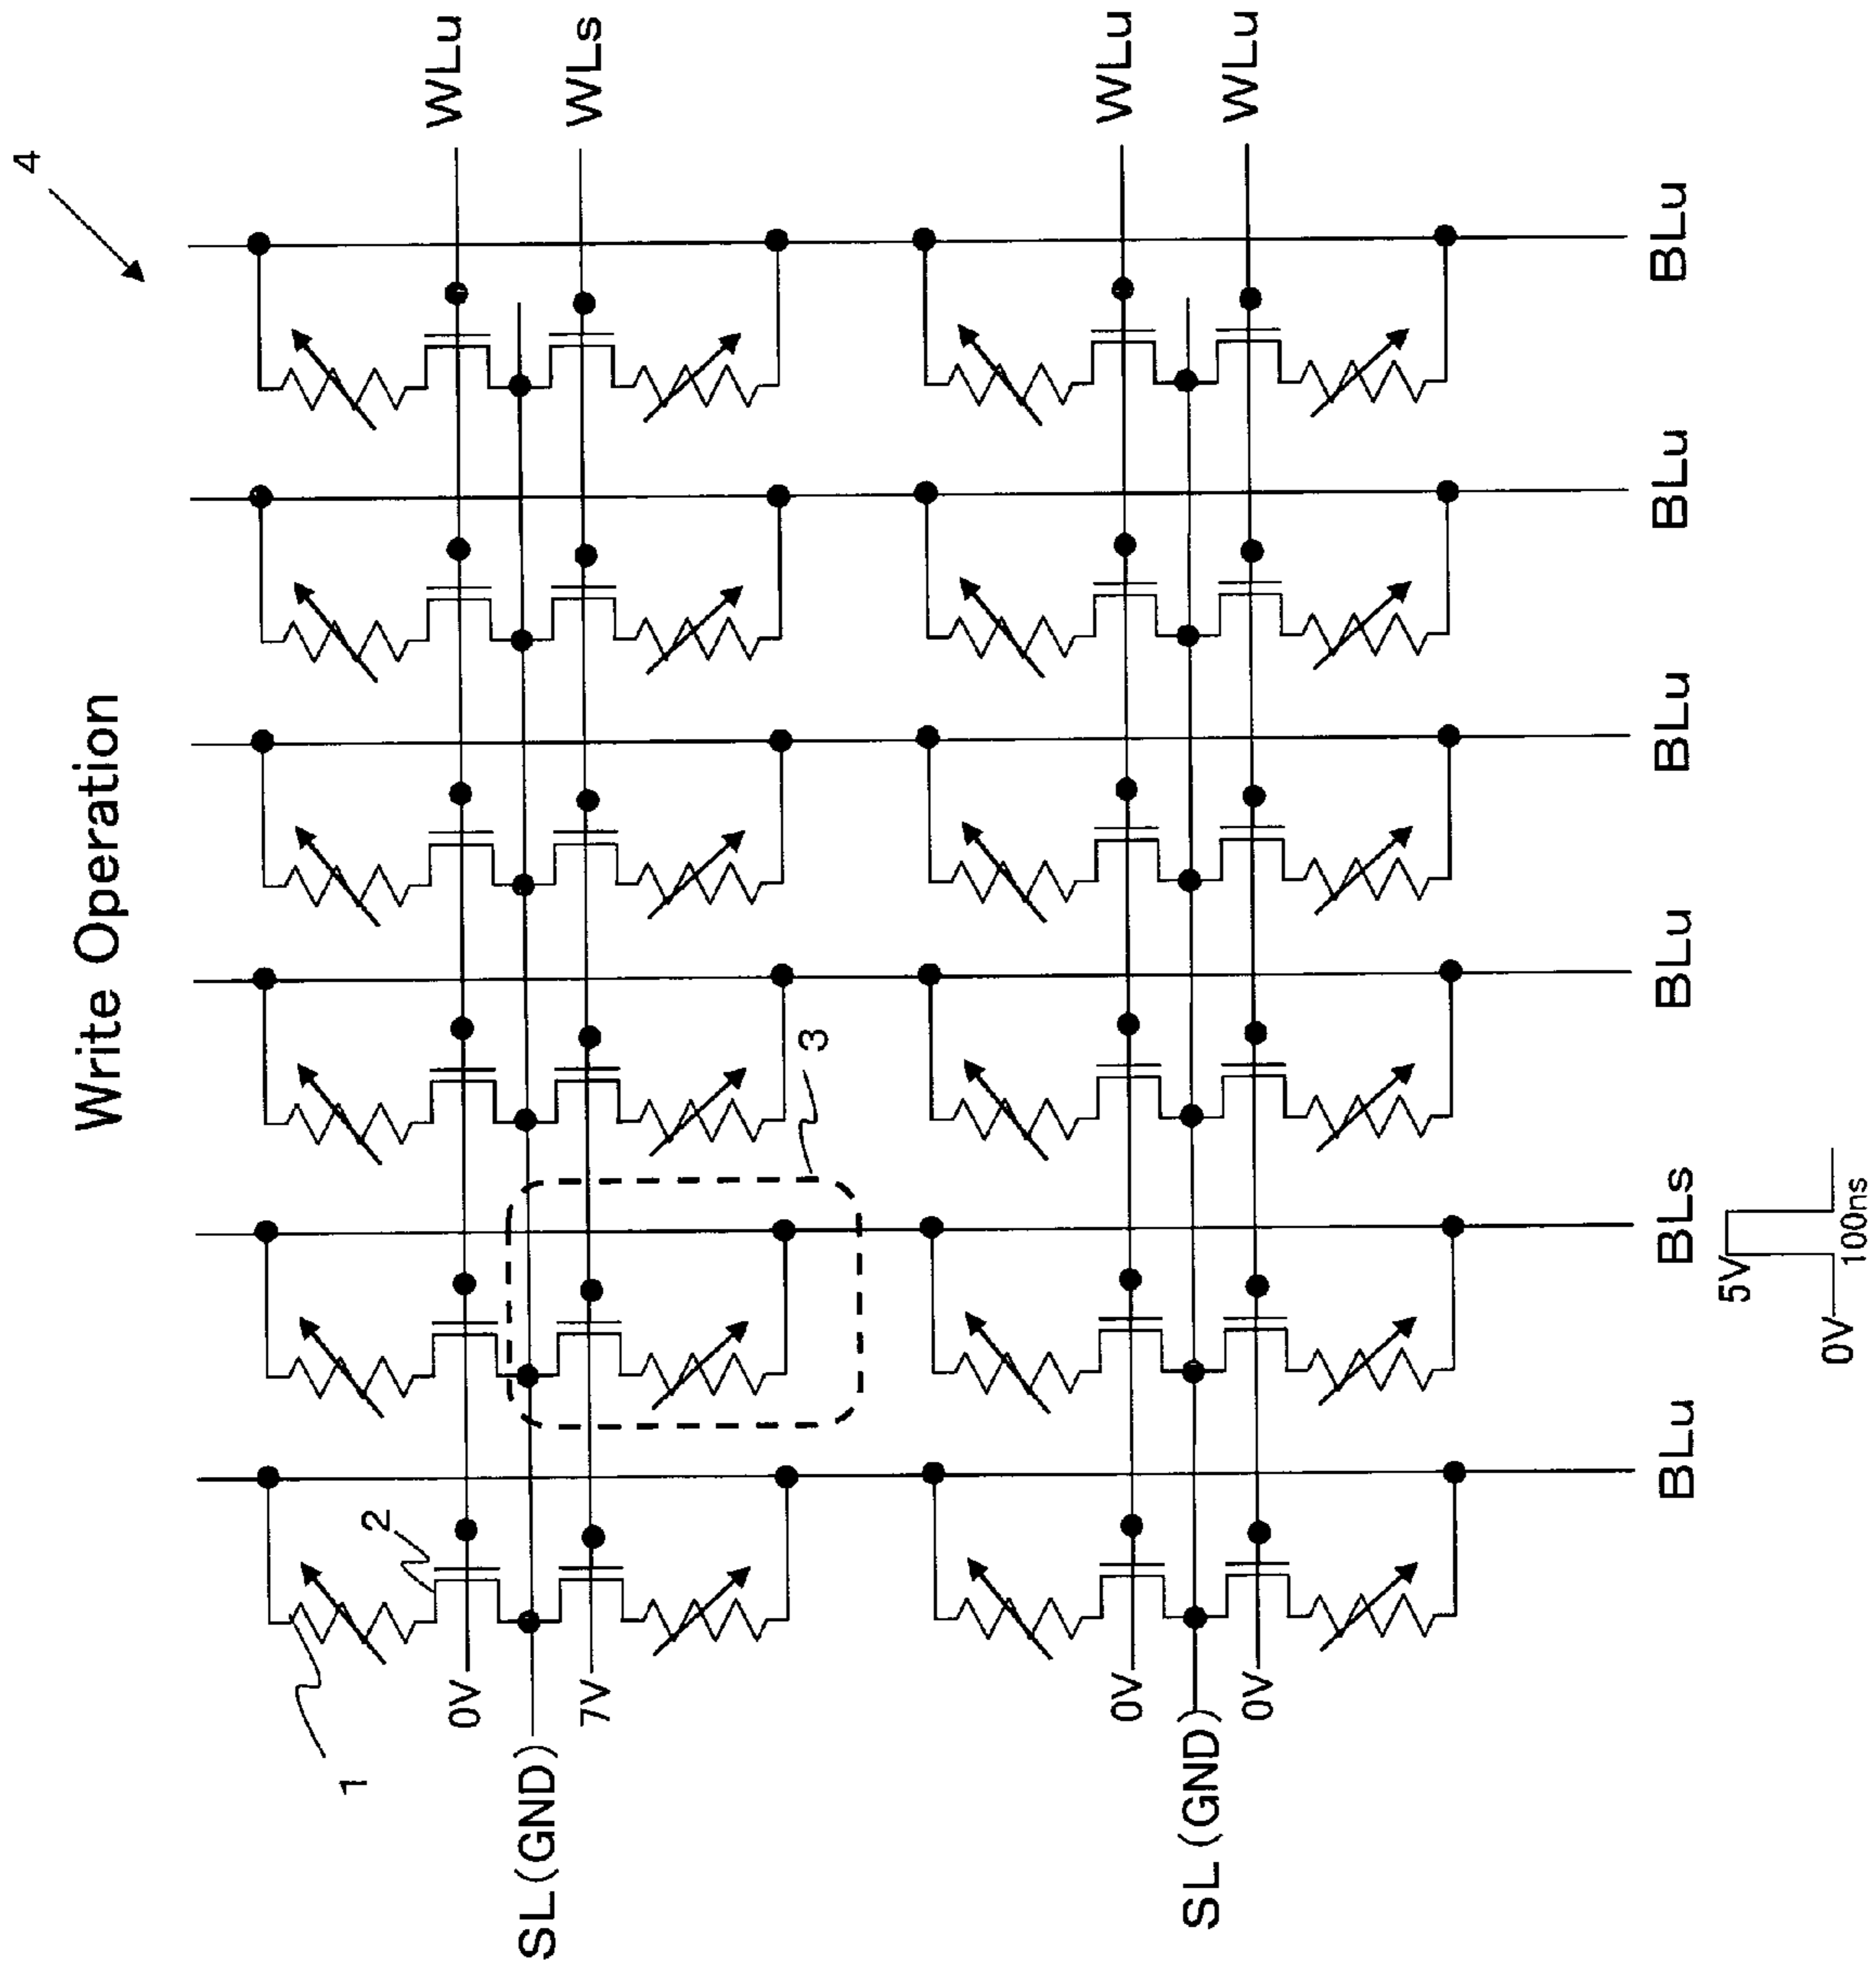 Write Operation
4
WLu
WLs
WLu
WLu
1
2
3
0V
SL(GND)
7V
0V
SL(GND)
0V
BLu
BLs
BLu
BLu
BLu
BLu
5V
0V
100ns